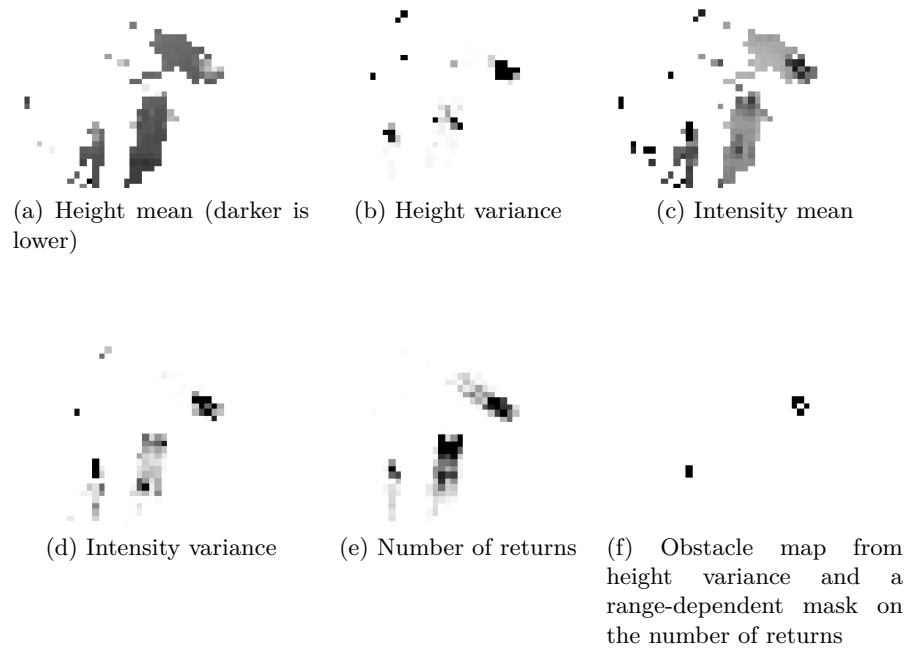 (a) Height mean (darker is
lower)
(b) Height variance
(c) Intensity mean
(d) Intensity variance
(e) Number of returns
(f) Obstacle map from
height variance and a
range-dependent mask on
the number of returns